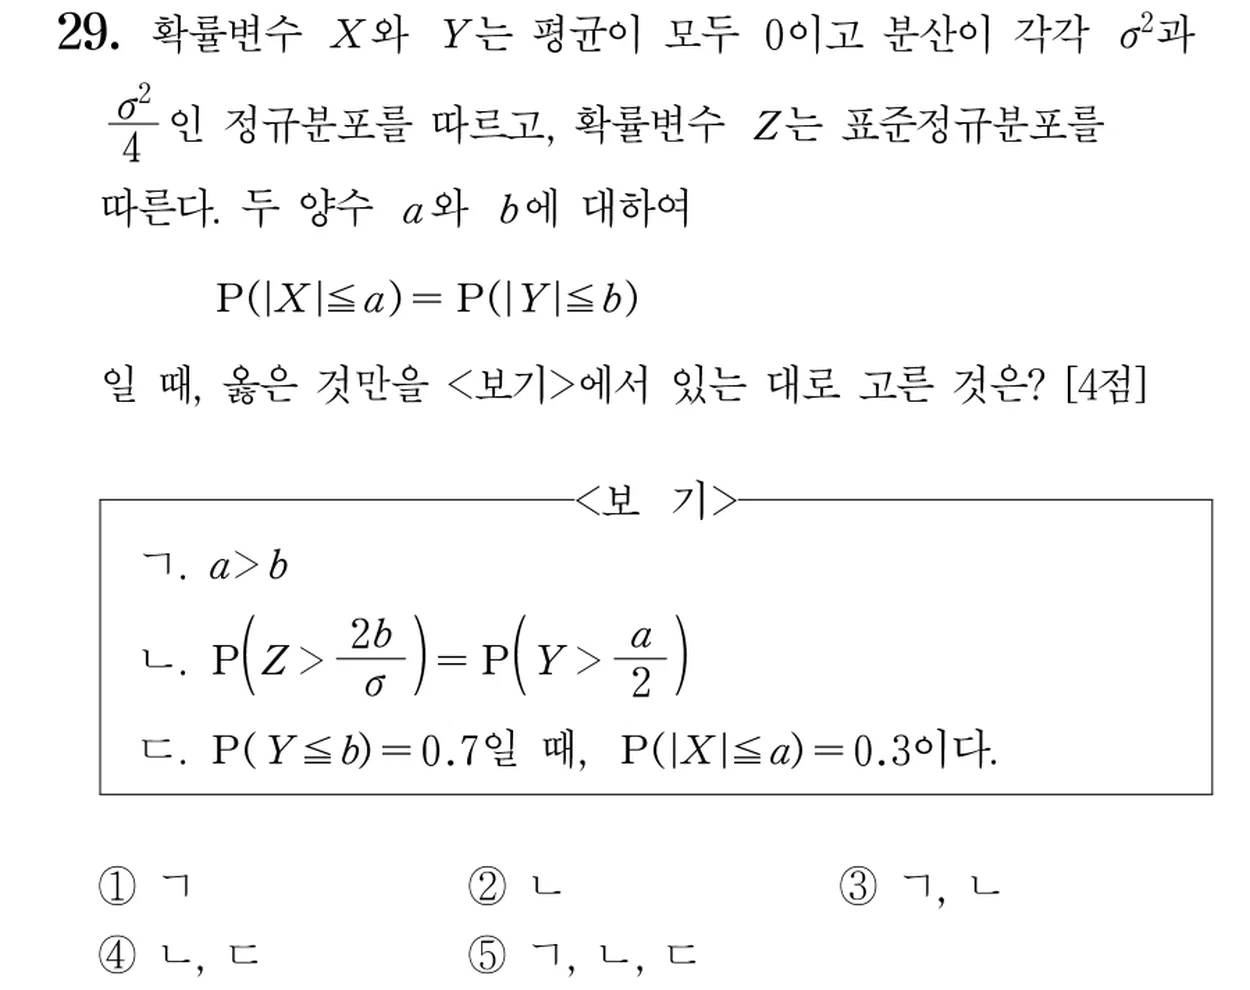 29. 확률변수 X와 Y는 평균이 모두 0이고 분산이 각각 σ²과
σ²/4인 정규분포를 따르고, 확률변수 Z는 표준정규분포를
따른다. 두 양수 a와 b에 대하여
P(|X|≦a)=P(|Y|≦b)
일 때, 옳은 것만을 <보기>에서 있는 대로 고른 것은? [4점]
<보 기>
ㄱ. a>b
ㄴ. P(Z>2b/σ)=P(Y>a/2)
ㄷ. P(Y≦b)=0.7일 때, P(|X|≦a)=0.3이다.
① ㄱ ② ㄴ ③ ㄱ, ㄴ
④ ㄴ, ㄷ ⑤ ㄱ, ㄴ, ㄷ